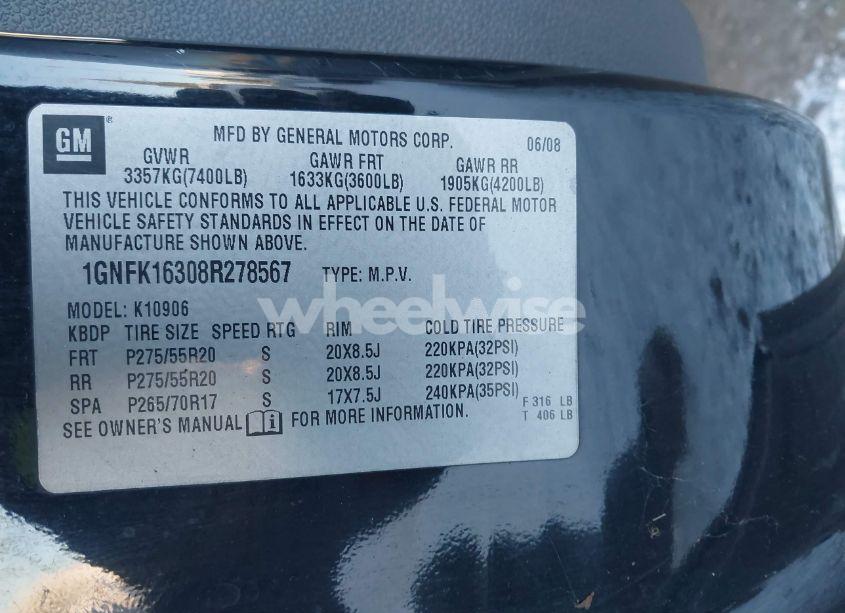 GM ®
MFD BY GENERAL MOTORS CORP. 06/08
GVWR GAWR FRT GAWR RR
3357KG(7400LB) 1633KG(3600LB) 1905KG(4200LB)
THIS VEHICLE CONFORMS TO ALL APPLICABLE U.S. FEDERAL MOTOR
VEHICLE SAFETY STANDARDS IN EFFECT ON THE DATE OF
MANUFACTURE SHOWN ABOVE.
1GNFK16308R278567 TYPE: M.P.V.
wheelwise
MODEL: K10906
KBDP TIRE SIZE SPEED RTG RIM COLD TIRE PRESSURE
FRT P275/55R20 S 20X8.5J 220KPA(32PSI)
RR P275/55R20 S 20X8.5J 220KPA(32PSI)
SPA P265/70R17 S 17X7.5J 240KPA(35PSI)
F 316 LB
T 406 LB
SEE OWNER'S MANUAL FOR MORE INFORMATION.